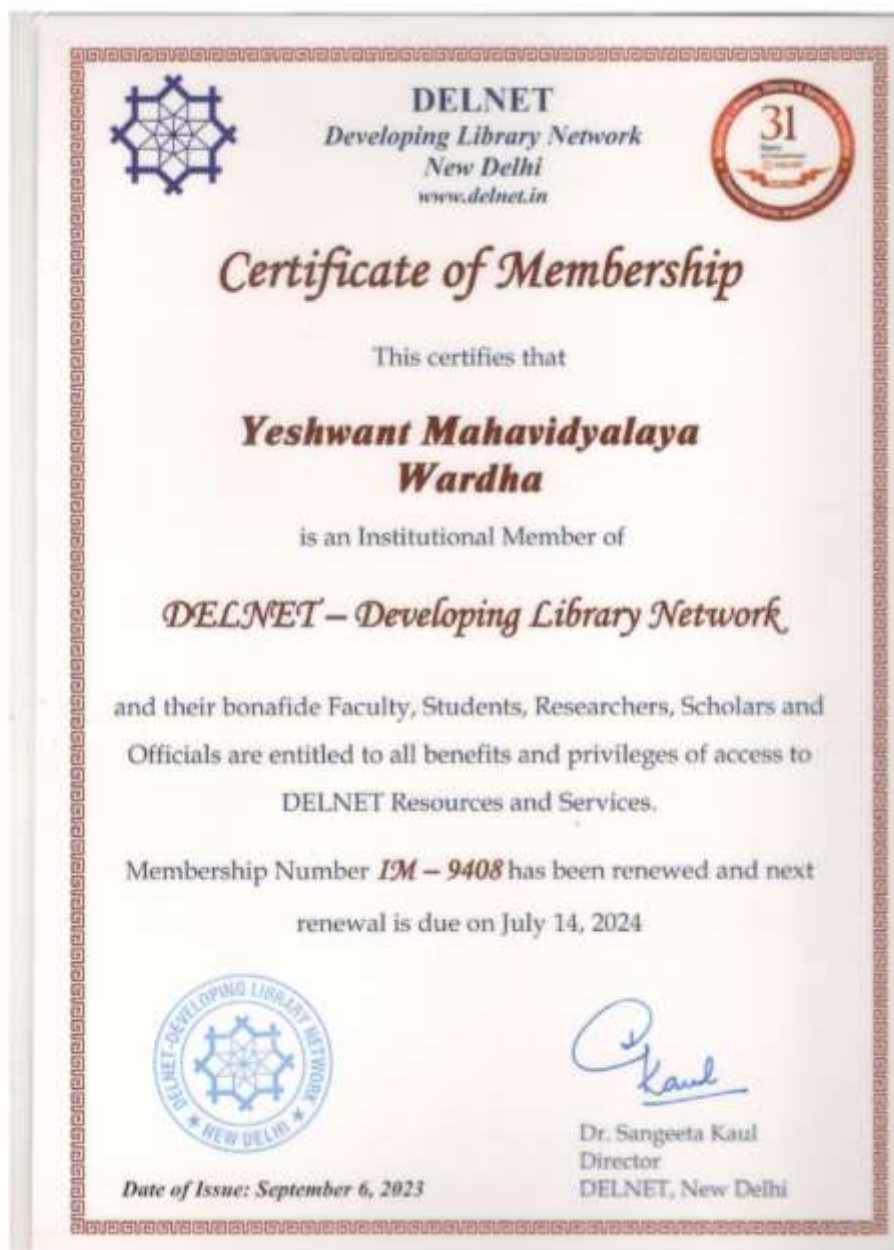 DELNET
Developing Library Network
New Delhi
www.delnet.in
31
Certificate of Membership
This certifies that
Yeshwant Mahavidyalaya
Wardha
is an Institutional Member of
DELNET – Developing Library Network
and their bonafide Faculty, Students, Researchers, Scholars and
Officials are entitled to all benefits and privileges of access to
DELNET Resources and Services.
Membership Number IM – 9408 has been renewed and next
renewal is due on July 14, 2024
DELNET-DEVELOPING LIBRARY NETWORK
NEW DELHI
Kaul
Dr. Sangeeta Kaul
Director
DELNET, New Delhi
Date of Issue: September 6, 2023